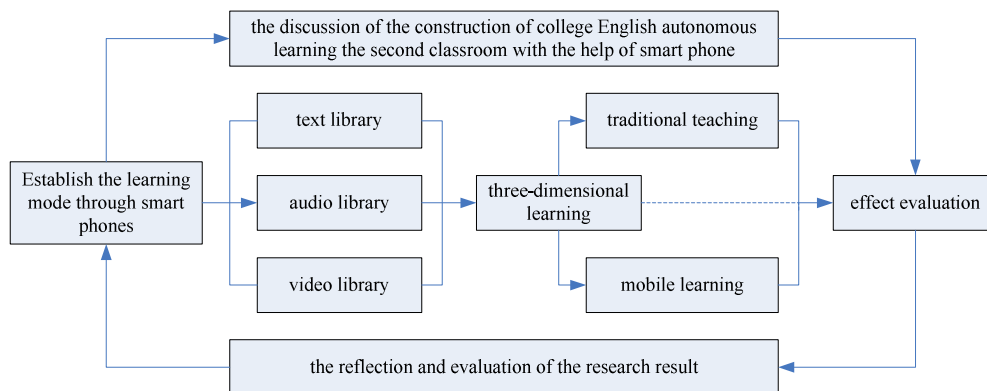 the discussion of the construction of college English autonomous
learning the second classroom with the help of smart phone
text library
traditional teaching
Establish the learning
mode through smart
phones
audio library
three-dimensional
learning
effect evaluation
video library
mobile learning
the reflection and evaluation of the research result